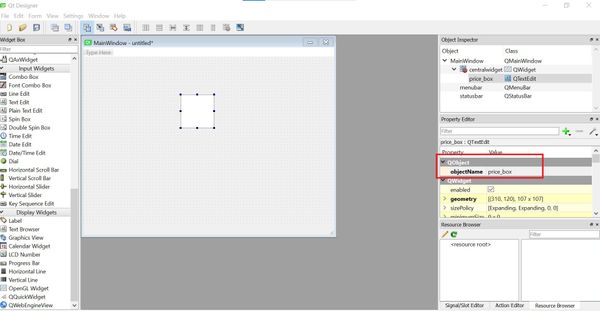 Qt Designer
File Edit Form View Settings Window Help
Widget Box
Filter
QAxWidget
Input Widgets
Combo Box
Font Combo Box
Line Edit
Text Edit
Plain Text Edit
Spin Box
Double Spin Box
Time Edit
Date Edit
Date/Time Edit
Dial
Horizontal Scroll Bar
Vertical Scroll Bar
Horizontal Slider
Vertical Slider
Key Sequence Edit
Display Widgets
Label
Text Browser
Graphics View
Calendar Widget
LCD Number
Progress Bar
Horizontal Line
Vertical Line
OpenGL Widget
QQuickWidget
QWebEngineView
MainWindow - untitled*
Type Here
Object Inspector
Object Class
MainWindow QMainWindow
centralwidget QWidget
price_box QTextEdit
menubar QMenuBar
statusbar QStatusBar
Property Editor
Filter
price_box : QTextEdit
Property Value
QObject
objectName price_box
QWidget
enabled
geometry [(310, 120), 107 x 107]
sizePolicy [Expanding, Expanding, 0, 0]
minimumSize 0 x 0
Resource Browser
Filter
<resource root>
Signal/Slot Editor Action Editor Resource Browser